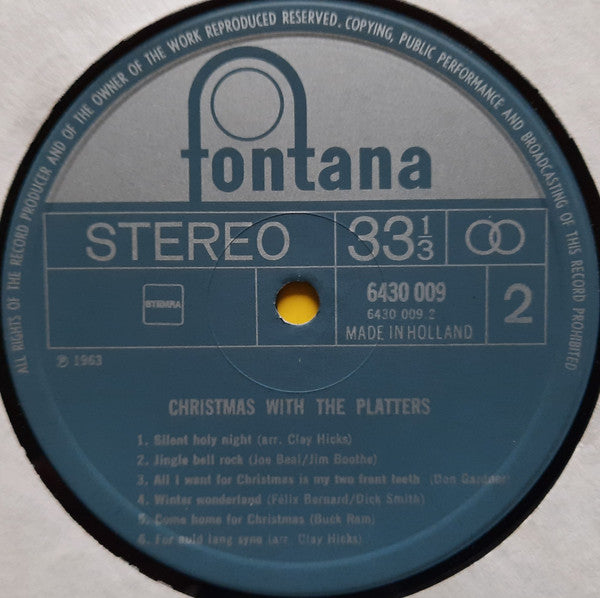 ALL RIGHTS OF THE RECORD PRODUCER AND OF THE OWNER OF THE WORK REPRODUCED RESERVED. COPYING, PUBLIC PERFORMANCE AND BROADCASTING OF THIS RECORD PROHIBITED
fontana
STEREO
33 1/3
STEMRA
6430 009
6430 009 2
MADE IN HOLLAND
2
℗ 1963
CHRISTMAS WITH THE PLATTERS
1. Silent holy night (arr. Clay Hicks)
2. Jingle bell rock (Joe Beal/Jim Boothe)
3. All I want for Christmas is my two front teeth (Don Gardner)
4. Winter wonderland (Félix Bernard/Dick Smith)
5. Come home for Christmas (Buck Ram)
6. For auld lang syne (arr. Clay Hicks)